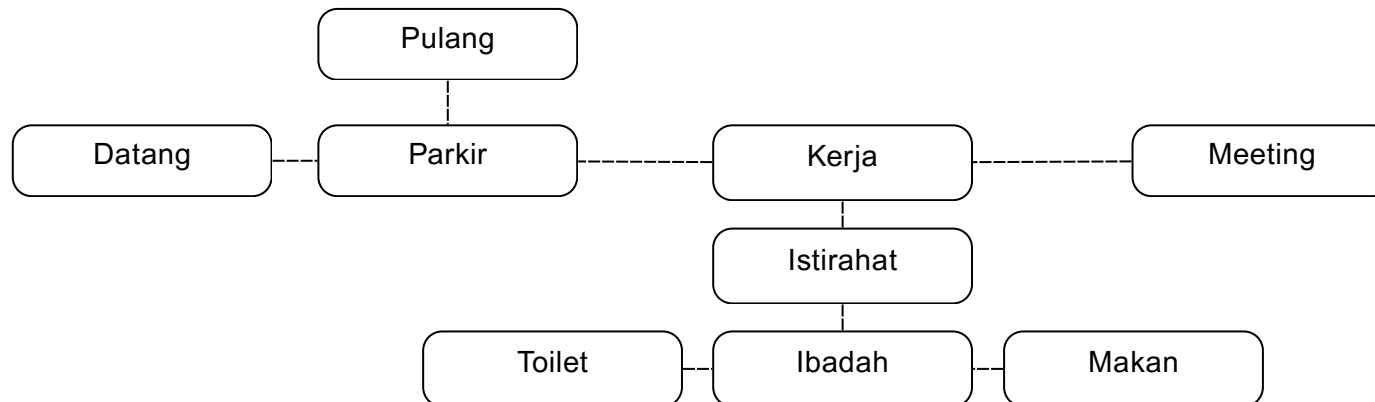 Pulang
Datang
Parkir
Kerja
Meeting
Istirahat
Toilet
Ibadah
Makan